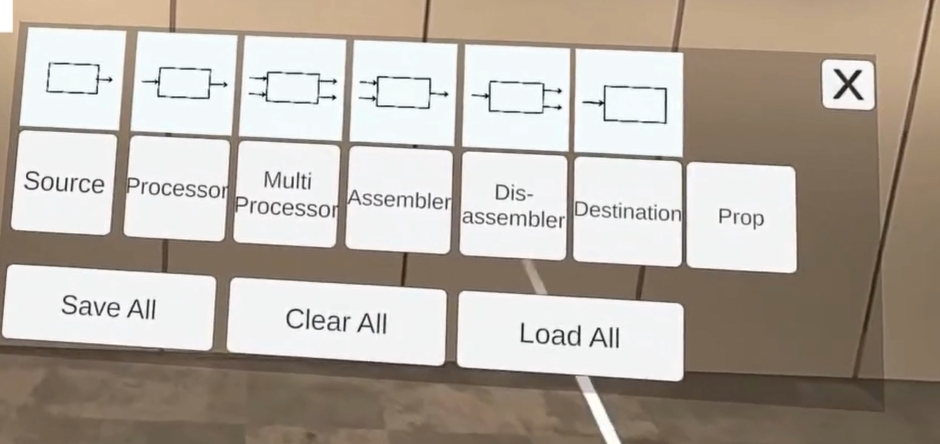 X
Source
Processor
Multi
Processor
Assembler
Dis-
assembler
Destination
Prop
Save All
Clear All
Load All